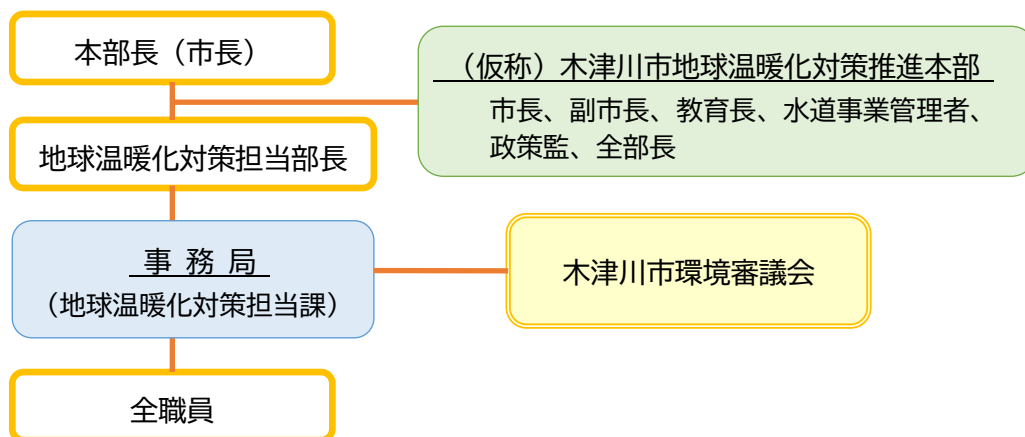 本部長（市長）
（仮称）木津川市地球温暖化対策推進本部
市長、副市長、教育長、水道事業管理者、
政策監、全部長
地球温暖化対策担当部長
事 務 局
（地球温暖化対策担当課）
木津川市環境審議会
全職員